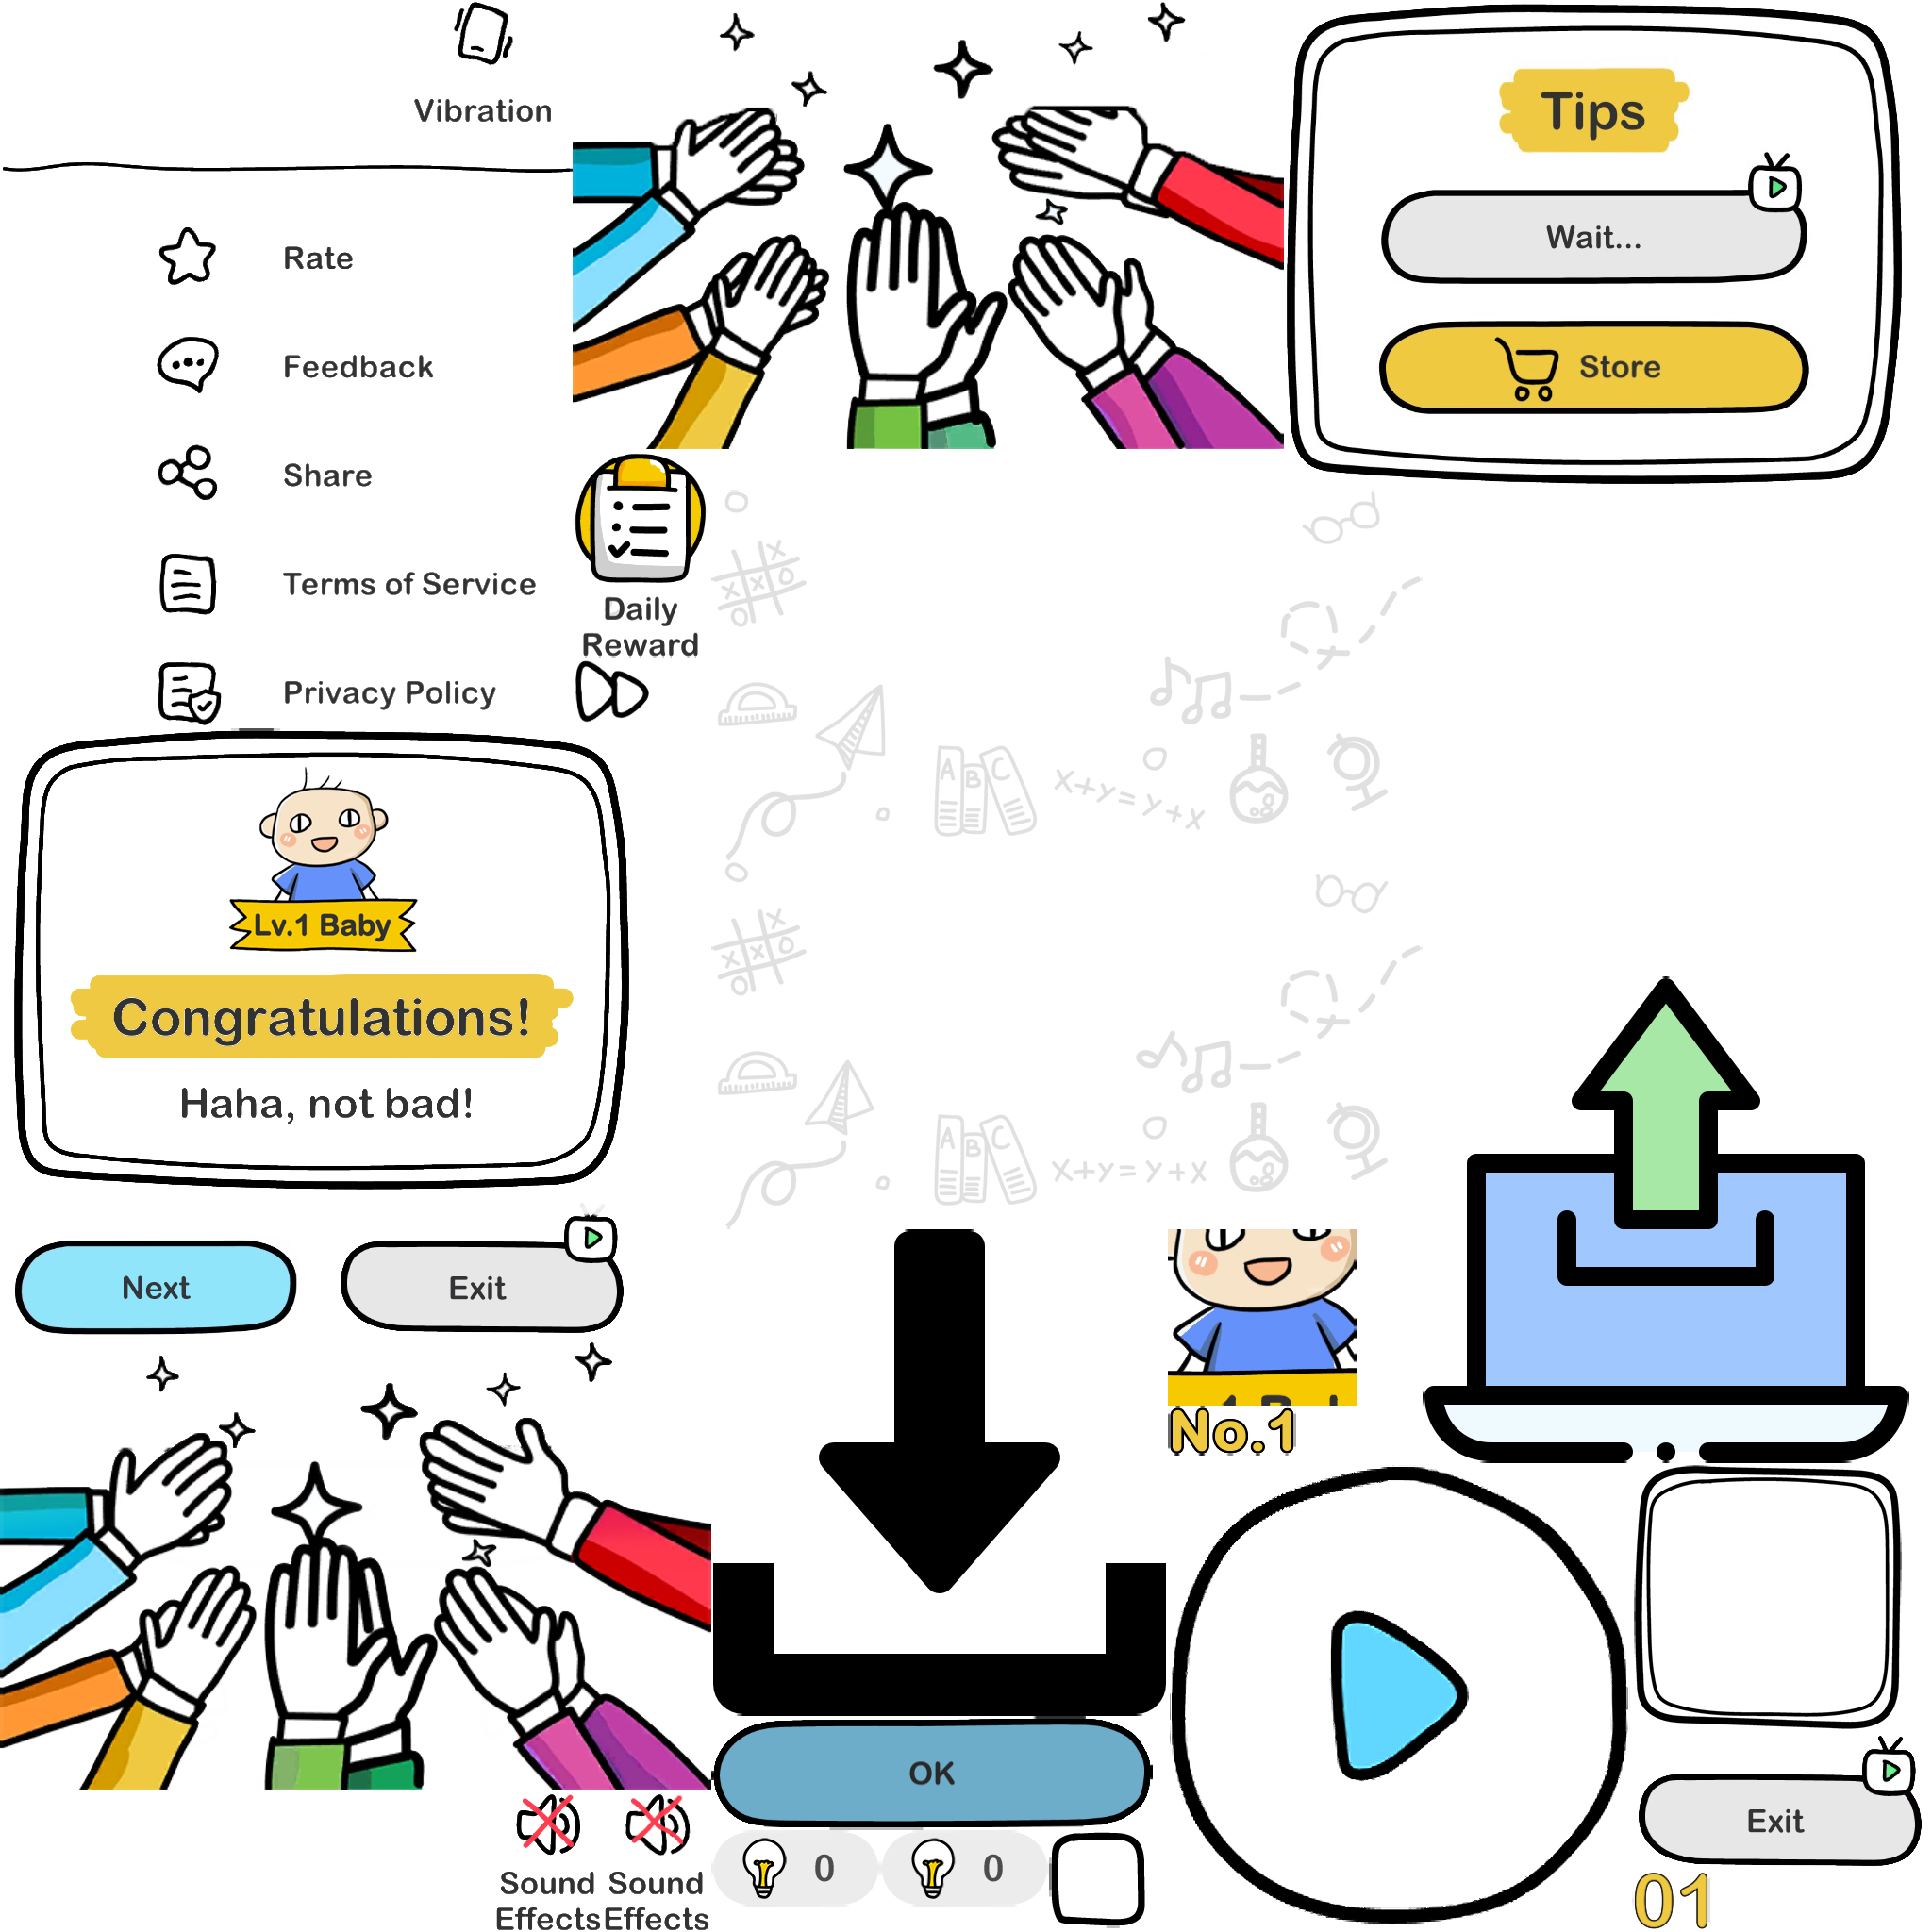 Vibration
Rate
Feedback
Share
Terms of Service
Privacy Policy
Tips
Wait...
Store
Daily
Reward
A B C
x+y=y+x
Lv.1 Baby
Congratulations!
Haha, not bad!
Next
Exit
A B C
x+y=y+x
No.1
OK
0
0
Sound
Effects
Sound
Effects
Exit
01